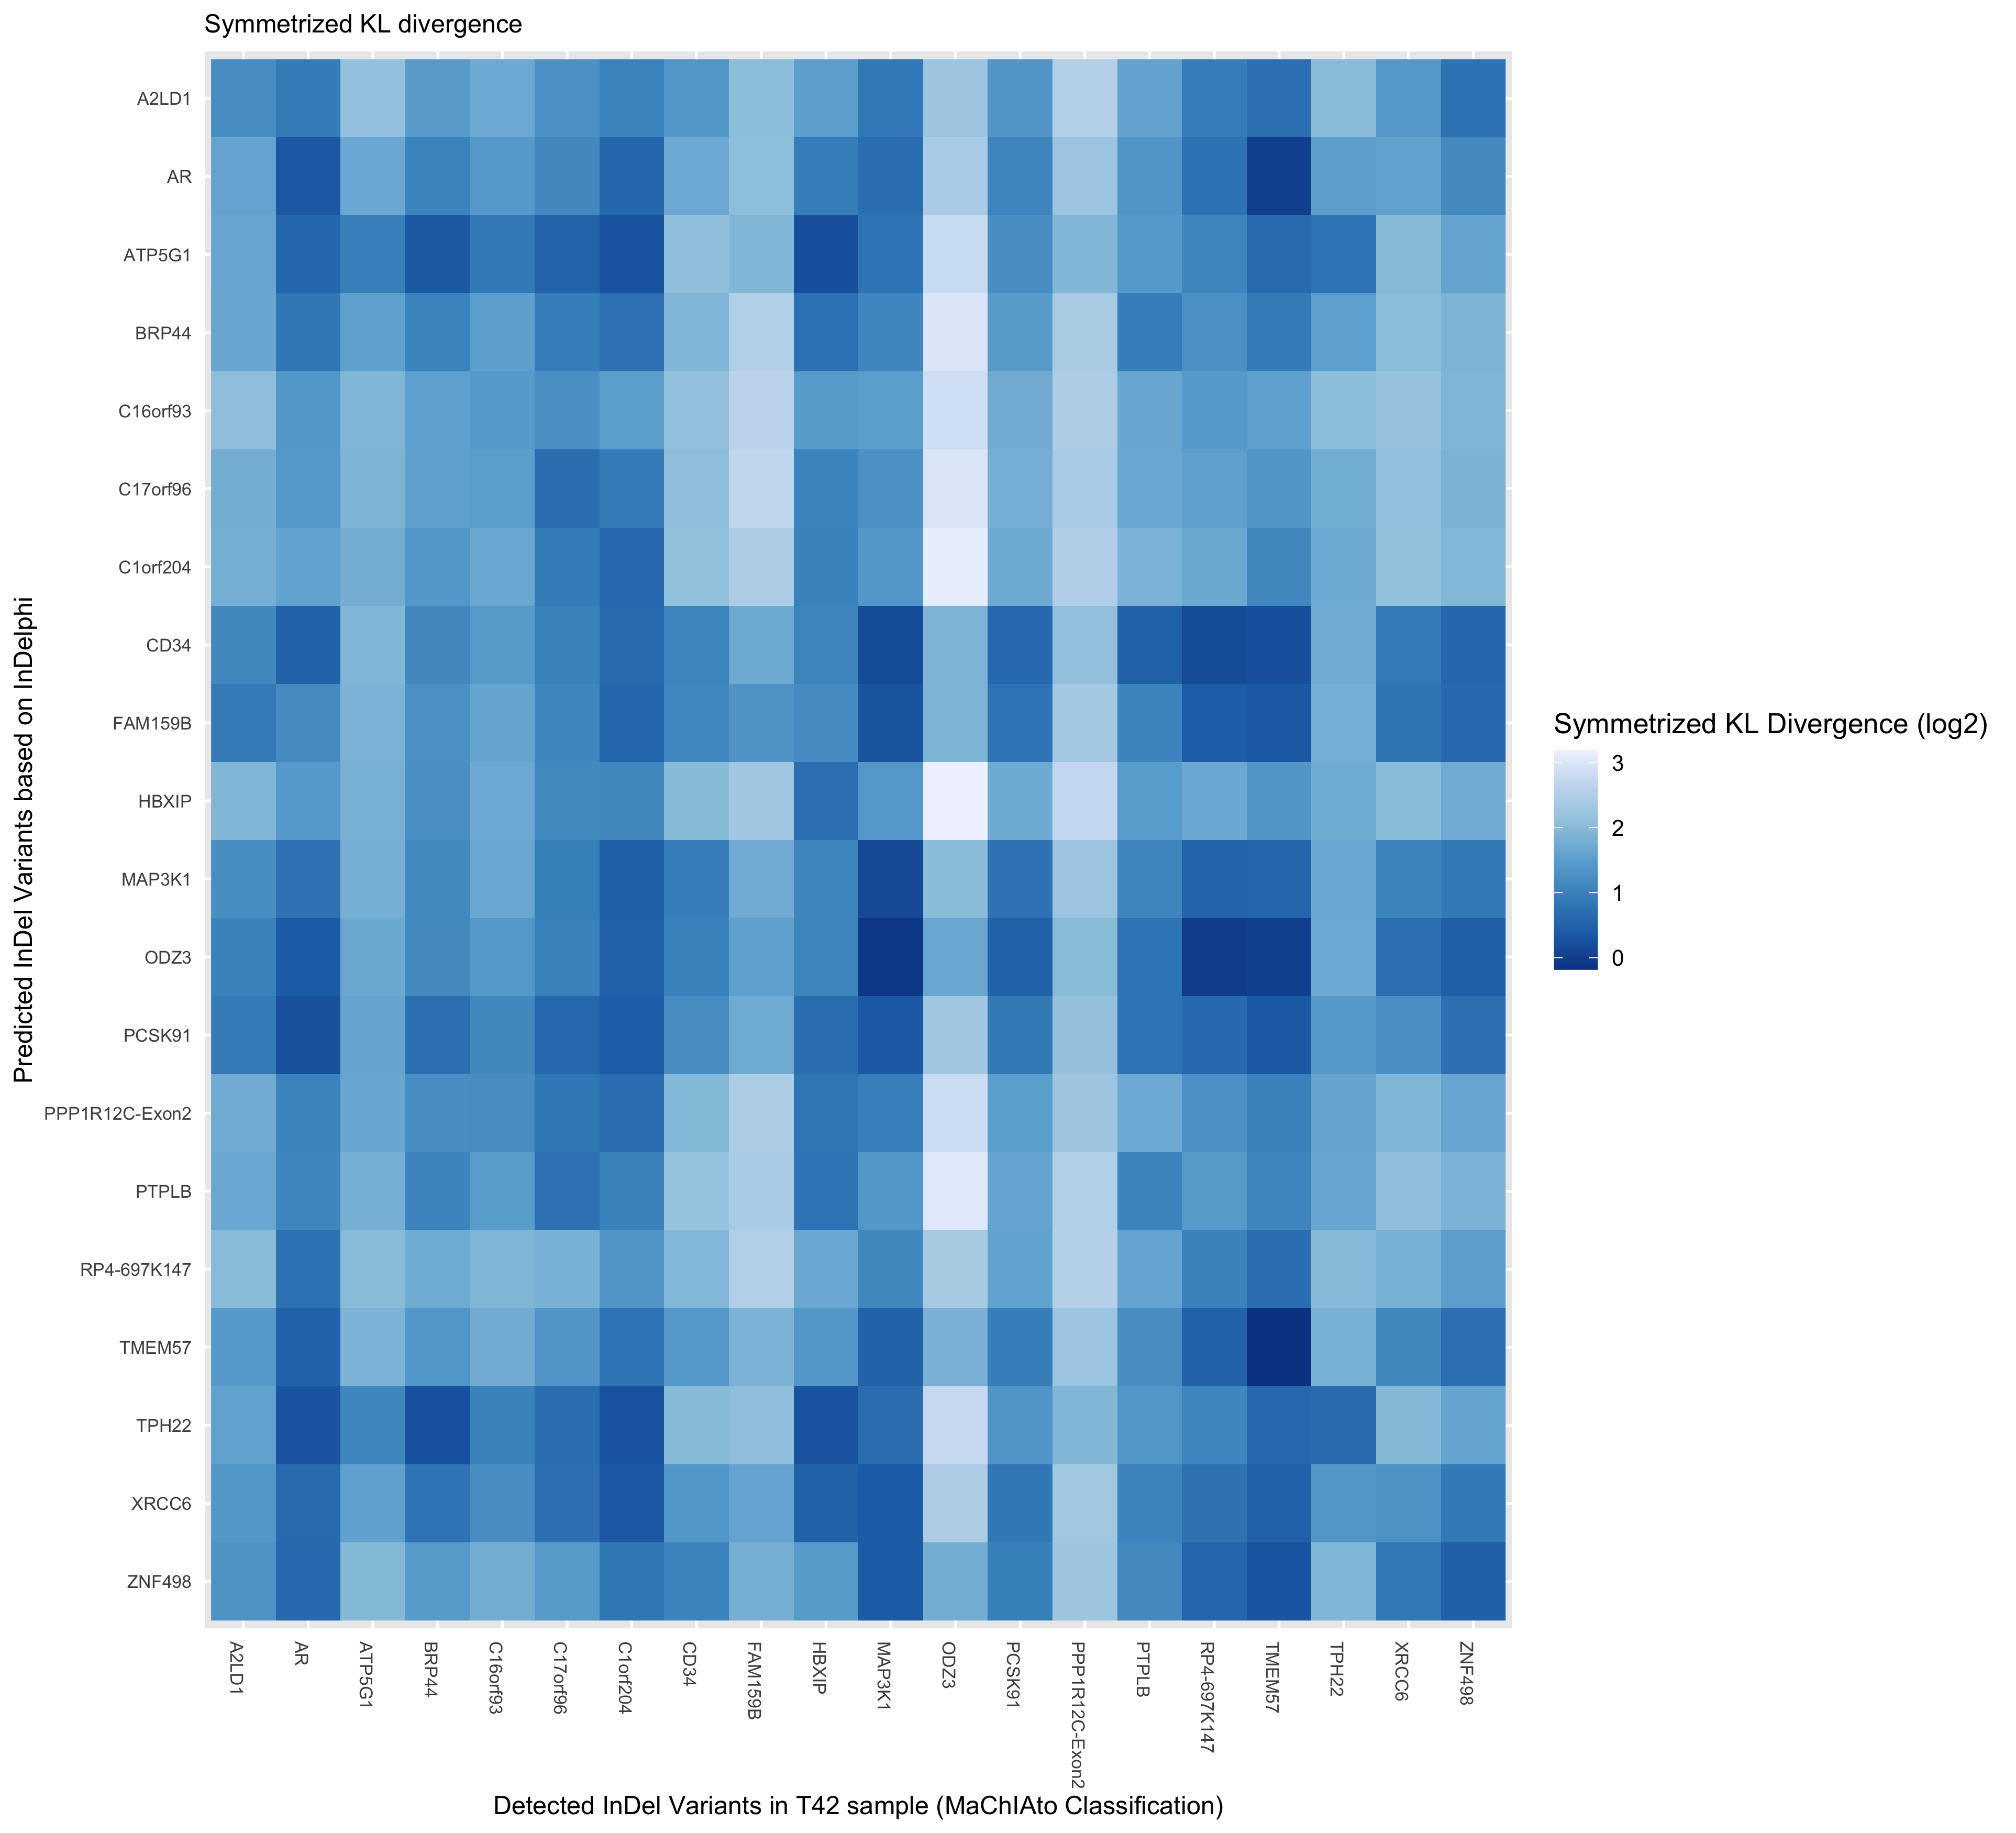 Symmetrized KL divergence
A2LD1
AR
ATP5G1
BRP44
C16orf93
C17orf96
C1orf204
CD34
FAM159B
HBXIP
MAP3K1
ODZ3
PCSK91
PPP1R12C-Exon2
PTPLB
RP4-697K147
TMEM57
TPH22
XRCC6
ZNF498
Predicted InDel Variants based on InDelphi
A2LD1
AR
ATP5G1
BRP44
C16orf93
C17orf96
C1orf204
CD34
FAM159B
HBXIP
MAP3K1
ODZ3
PCSK91
PPP1R12C-Exon2
PTPLB
RP4-697K147
TMEM57
TPH22
XRCC6
ZNF498
Detected InDel Variants in T42 sample (MaChIAto Classification)
Symmetrized KL Divergence (log2)
3
2
1
0